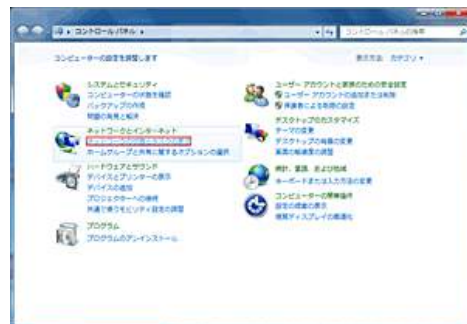 コントロール パネル
コントロール パネルの検索
コンピューターの設定を調整します
表示方法: カテゴリ
システムとセキュリティ
コンピューターの状態を確認
バックアップの作成
問題の発見と解決
ネットワークとインターネット
ホームグループと共有に関するオプションの選択
ハードウェアとサウンド
デバイスとプリンターの表示
デバイスの追加
プロジェクターへの接続
共通で使うモビリティ設定の調整
プログラム
プログラムのアンインストール
ユーザー アカウントと家族のための安全設定
ユーザー アカウントの追加または削除
保護者による制限の設定
デスクトップのカスタマイズ
テーマの変更
デスクトップの背景の変更
画面の解像度の調整
時計、言語、および地域
キーボードまたは入力方法の変更
コンピューターの簡単操作
設定の提案の表示
視覚ディスプレイの最適化